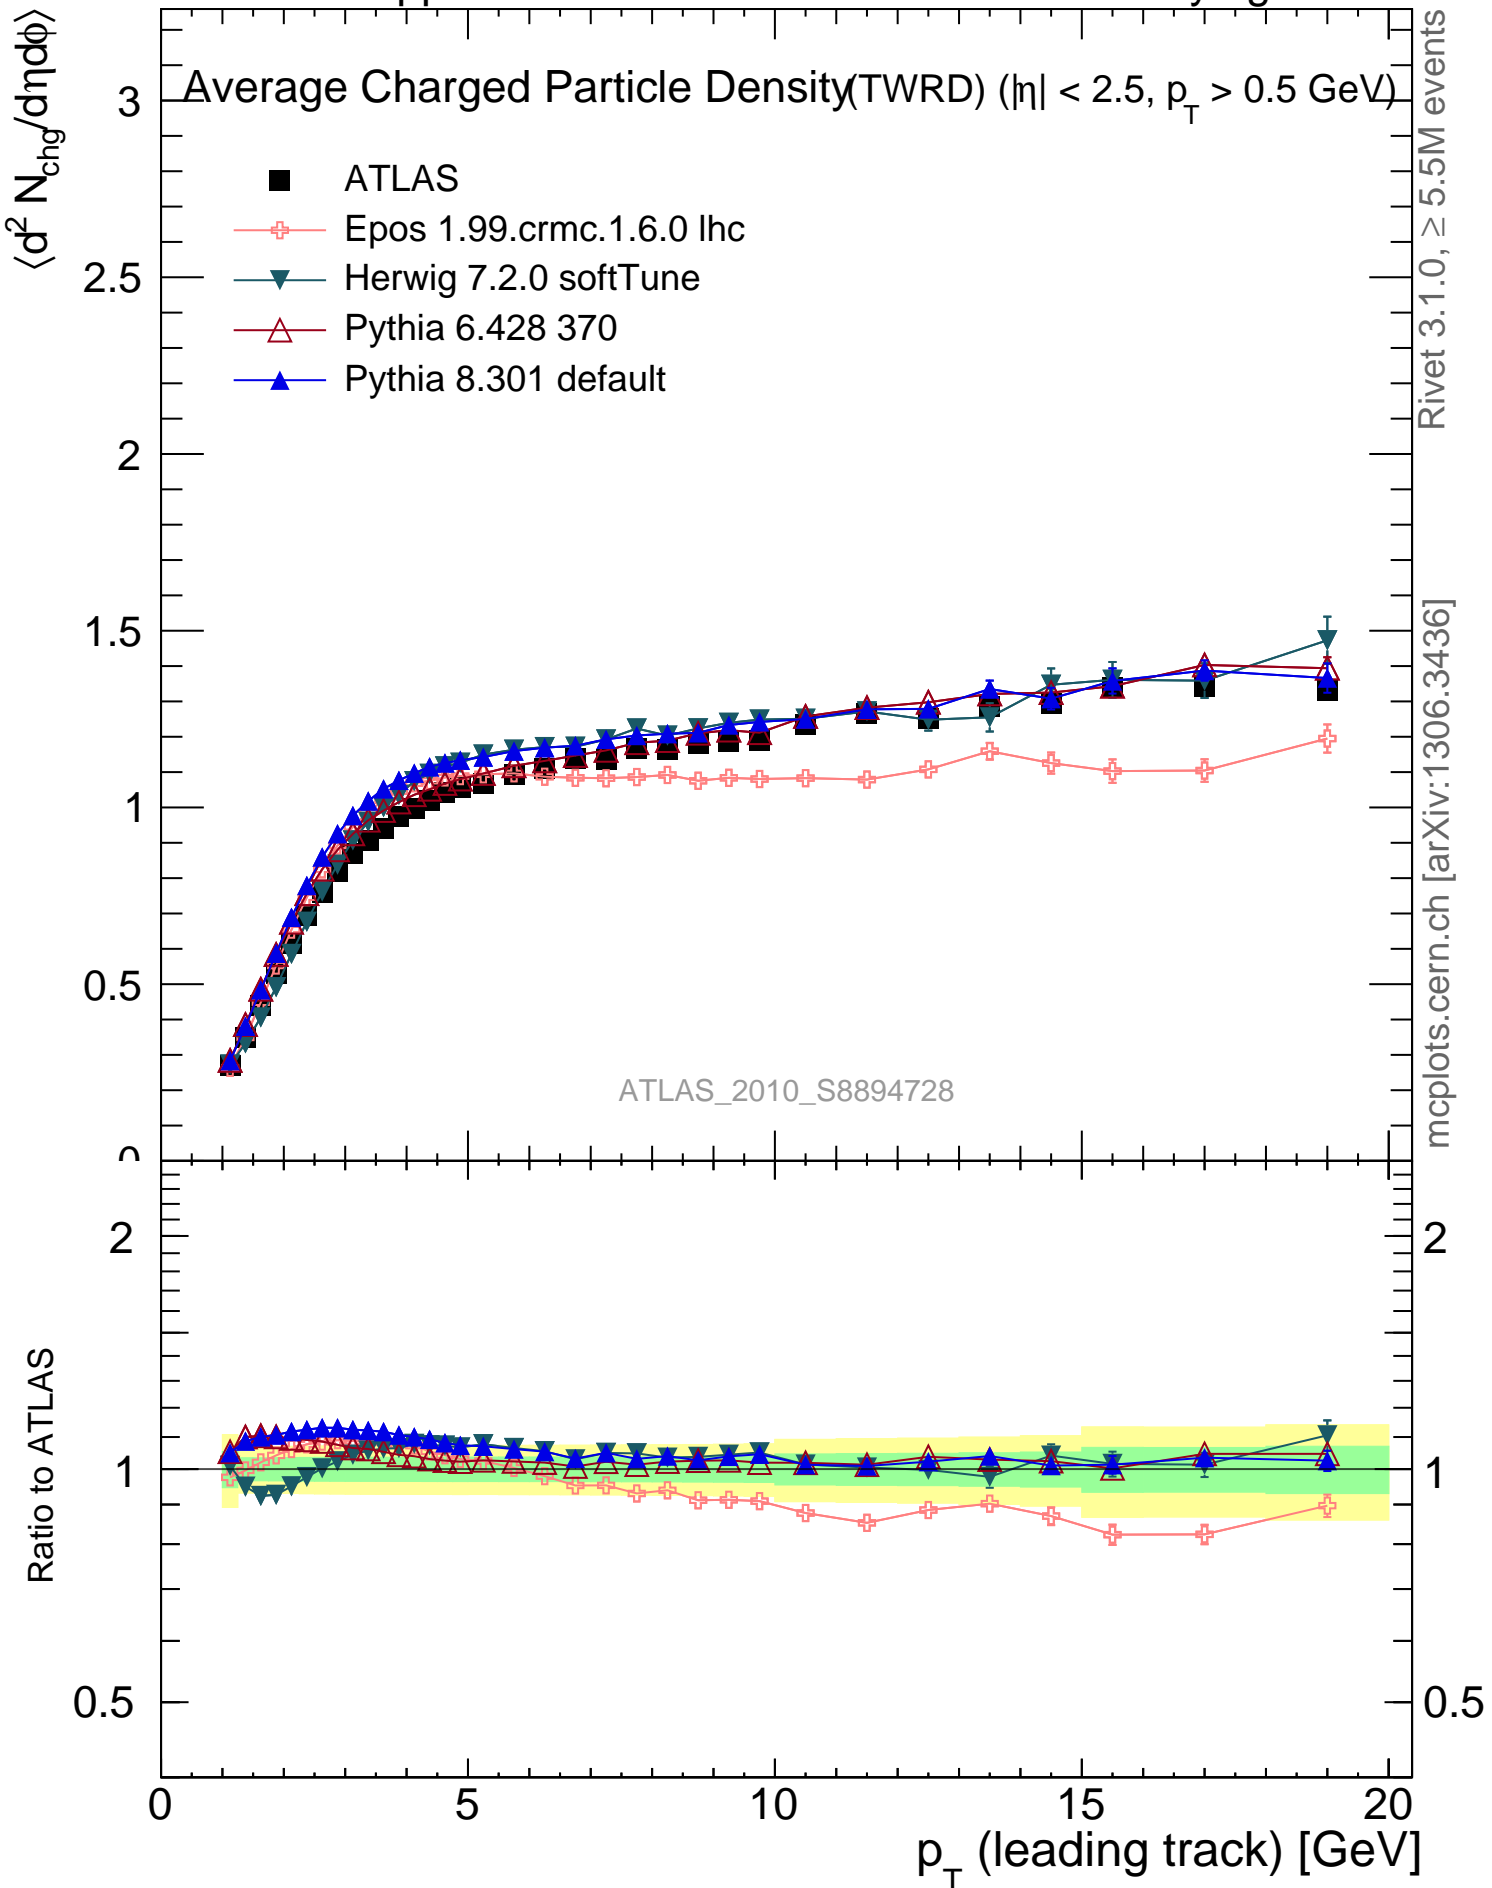 Average Charged Particle Density (TWRD) (|η| < 2.5, p_T > 0.5 GeV)
⟨d² N_chg/dηdϕ⟩
ATLAS
Epos 1.99.crmc.1.6.0 lhc
Herwig 7.2.0 softTune
Pythia 6.428 370
Pythia 8.301 default
3
2.5
2
1.5
1
0.5
0
ATLAS_2010_S8894728
Rivet 3.1.0, ≥ 5.5M events
mcplots.cern.ch [arXiv:1306.3436]
Ratio to ATLAS
2 2
1 1
0.5 0.5
0 5 10 15 20
p_T (leading track) [GeV]